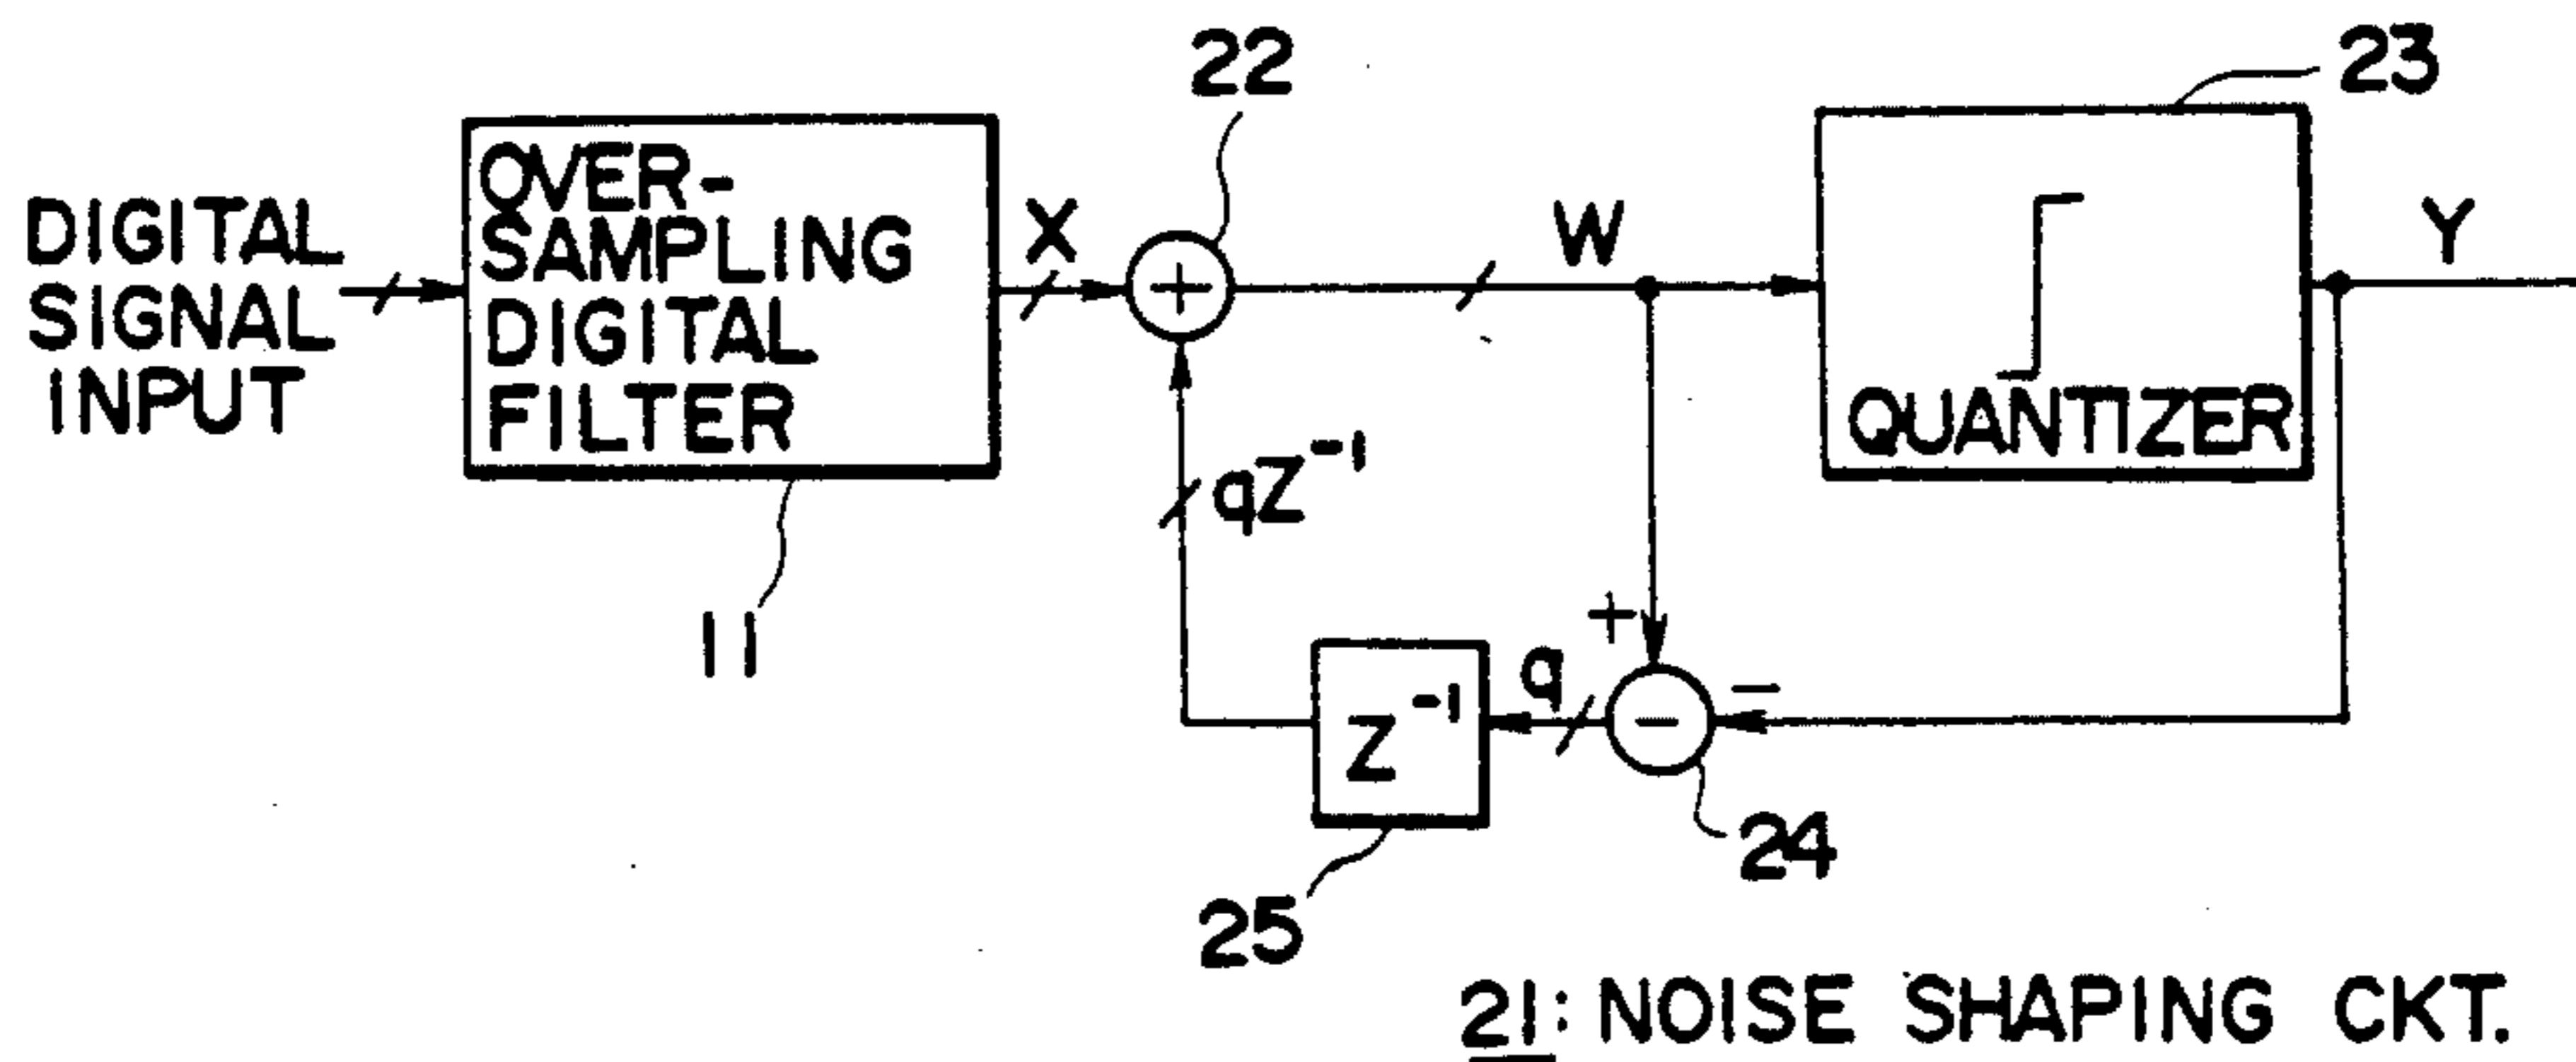 22
23
DIGITAL
SIGNAL
INPUT
OVER-
SAMPLING
DIGITAL
FILTER
X
+
W
QUANTIZER
Y
qZ⁻¹
11
+
−
q
−
Z⁻¹
24
25
21: NOISE SHAPING CKT.